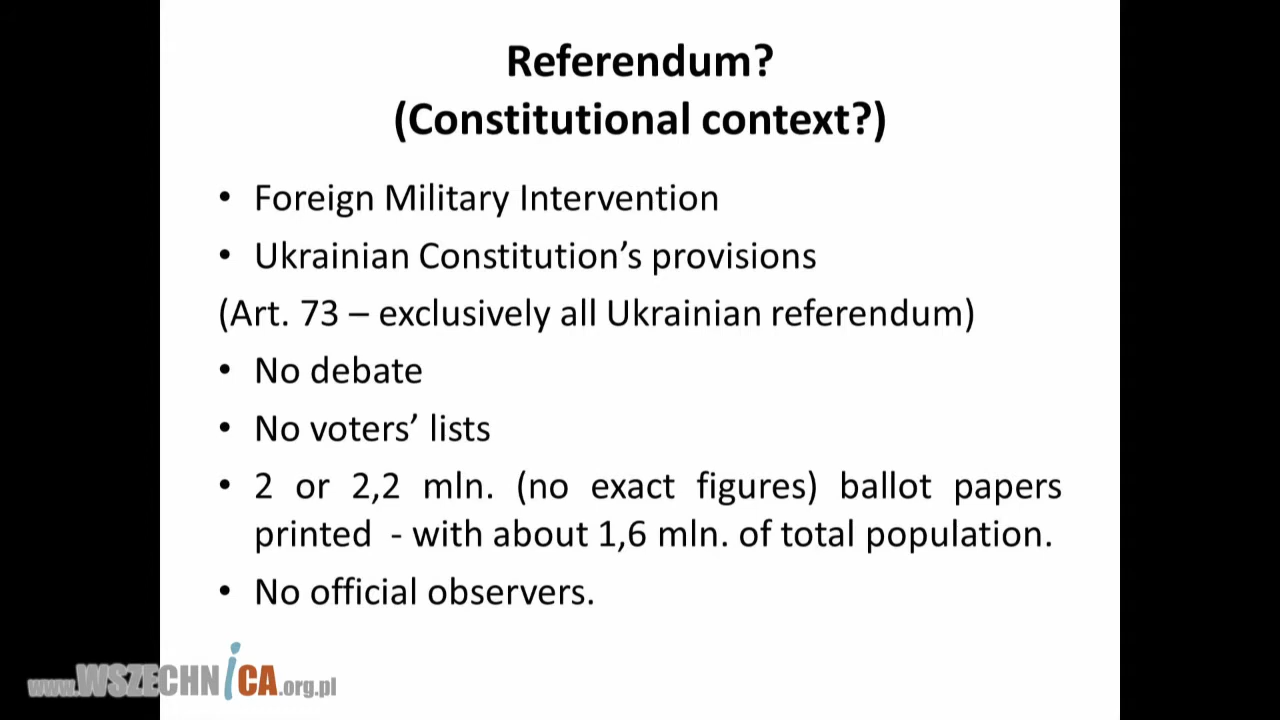 Referendum?
(Constitutional context?)
• Foreign Military Intervention
• Ukrainian Constitution’s provisions
(Art. 73 – exclusively all Ukrainian referendum)
• No debate
• No voters’ lists
• 2 or 2,2 mln. (no exact figures) ballot papers
printed - with about 1,6 mln. of total population.
• No official observers.
www.WSZECHNiCA.org.pl